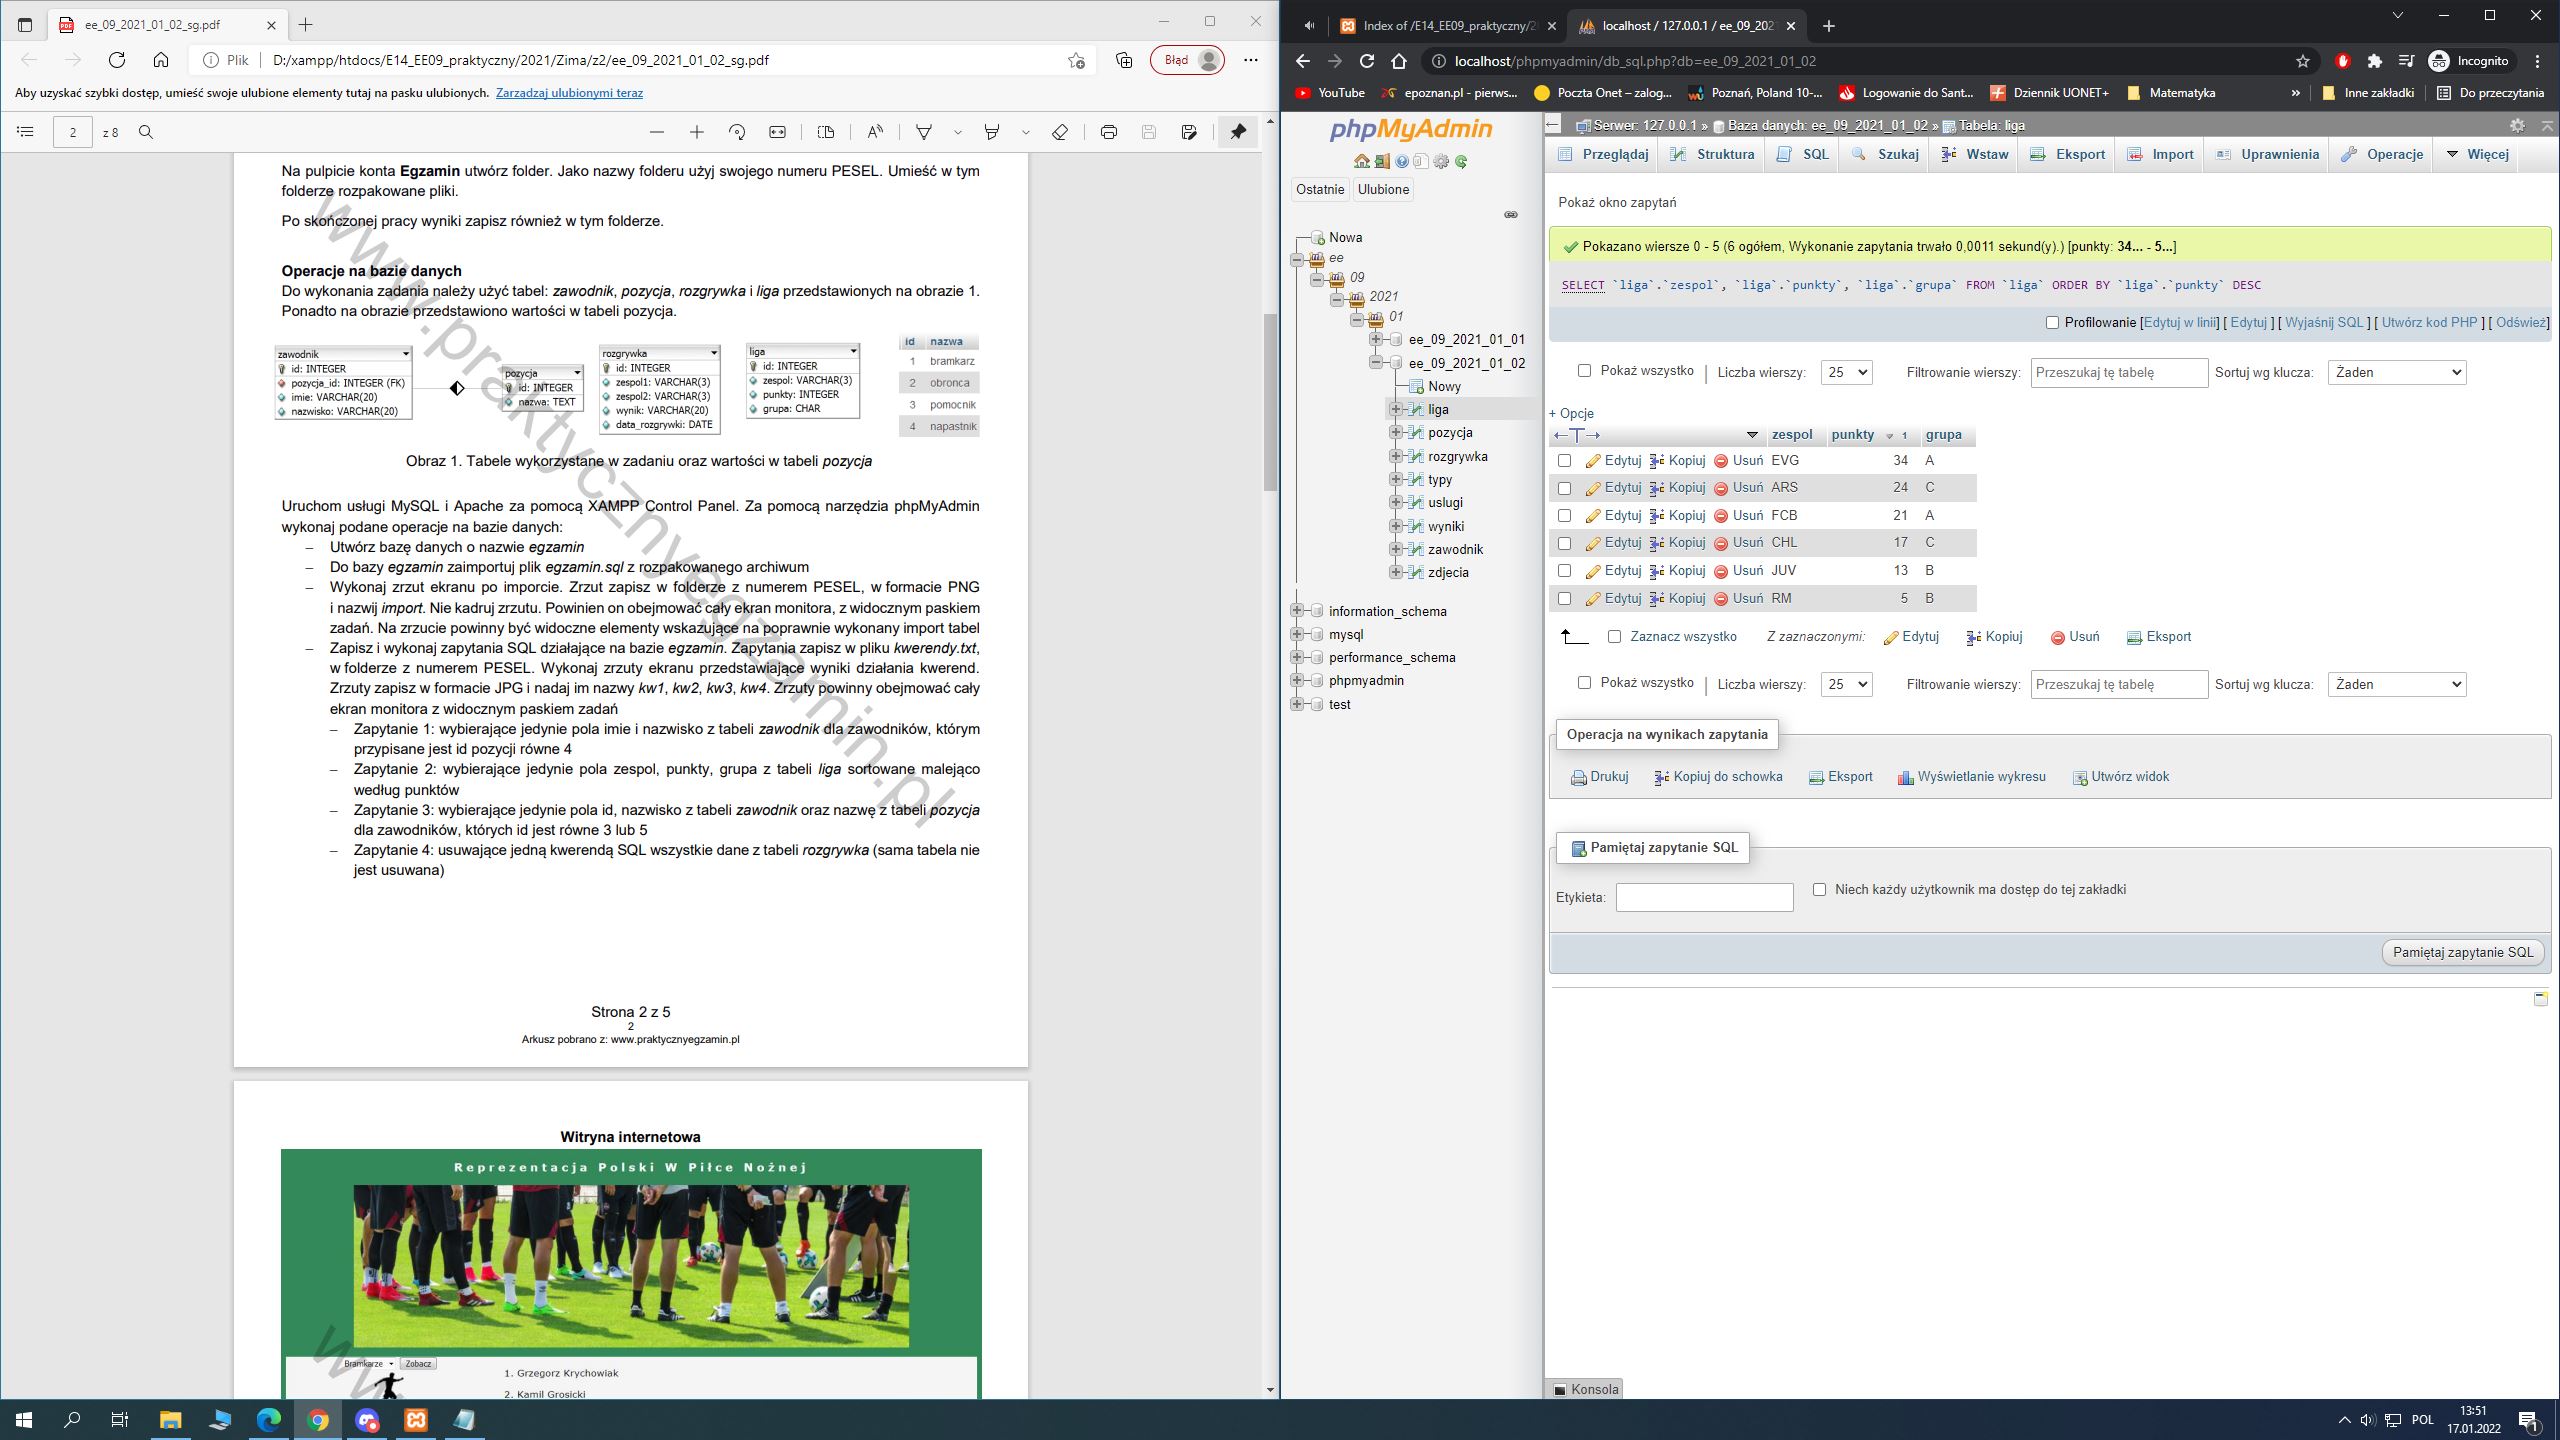 ee_09_2021_01_02_sg.pdf
Plik D:/xampp/htdocs/E14_EE09_praktyczny/2021/Zima/z2/ee_09_2021_01_02_sg.pdf
Błąd
Aby uzyskać szybki dostęp, umieść swoje ulubione elementy tutaj na pasku ulubionych. Zarządzaj ulubionymi teraz
2 z 8
Na pulpicie konta Egzamin utwórz folder. Jako nazwy folderu użyj swojego numeru PESEL. Umieść w tym
folderze rozpakowane pliki.
Po skończonej pracy wyniki zapisz również w tym folderze.
Operacje na bazie danych
Do wykonania zadania należy użyć tabel: zawodnik, pozycja, rozgrywka i liga przedstawionych na obrazie 1.
Ponadto na obrazie przedstawiono wartości w tabeli pozycja.
zawodnik
id: INTEGER
pozycja_id: INTEGER (FK)
imie: VARCHAR(20)
nazwisko: VARCHAR(20)
pozycja
id: INTEGER
nazwa: TEXT
rozgrywka
id: INTEGER
zespol1: VARCHAR(3)
zespol2: VARCHAR(3)
wynik: VARCHAR(20)
data_rozgrywki: DATE
liga
id: INTEGER
zespol: VARCHAR(3)
punkty: INTEGER
grupa: CHAR
id nazwa
1 bramkarz
2 obronca
3 pomocnik
4 napastnik
Obraz 1. Tabele wykorzystane w zadaniu oraz wartości w tabeli pozycja
Uruchom usługi MySQL i Apache za pomocą XAMPP Control Panel. Za pomocą narzędzia phpMyAdmin
wykonaj podane operacje na bazie danych:
– Utwórz bazę danych o nazwie egzamin
– Do bazy egzamin zaimportuj plik egzamin.sql z rozpakowanego archiwum
– Wykonaj zrzut ekranu po imporcie. Zrzut zapisz w folderze z numerem PESEL, w formacie PNG
i nazwij import. Nie kadruj zrzutu. Powinien on obejmować cały ekran monitora, z widocznym paskiem
zadań. Na zrzucie powinny być widoczne elementy wskazujące na poprawnie wykonany import tabel
– Zapisz i wykonaj zapytania SQL działające na bazie egzamin. Zapytania zapisz w pliku kwerendy.txt,
w folderze z numerem PESEL. Wykonaj zrzuty ekranu przedstawiające wyniki działania kwerend.
Zrzuty zapisz w formacie JPG i nadaj im nazwy kw1, kw2, kw3, kw4. Zrzuty powinny obejmować cały
ekran monitora z widocznym paskiem zadań
– Zapytanie 1: wybierające jedynie pola imie i nazwisko z tabeli zawodnik dla zawodników, którym
przypisane jest id pozycji równe 4
– Zapytanie 2: wybierające jedynie pola zespol, punkty, grupa z tabeli liga sortowane malejąco
według punktów
– Zapytanie 3: wybierające jedynie pola id, nazwisko z tabeli zawodnik oraz nazwę z tabeli pozycja
dla zawodników, których id jest równe 3 lub 5
– Zapytanie 4: usuwające jedną kwerendą SQL wszystkie dane z tabeli rozgrywka (sama tabela nie
jest usuwana)
www.praktycznyegzamin.pl
Strona 2 z 5
2
Arkusz pobrano z: www.praktycznyegzamin.pl
Witryna internetowa
Reprezentacja Polski W Piłce Nożnej
Bramkarze Zobacz
1. Grzegorz Krychowiak
2. Kamil Grosicki
www
Index of /E14_EE09_praktyczny/2
localhost / 127.0.0.1 / ee_09_202
localhost/phpmyadmin/db_sql.php?db=ee_09_2021_01_02
Incognito
YouTube epoznan.pl - pierws... Poczta Onet – zalog... Poznań, Poland 10-... Logowanie do Sant... Dziennik UONET+ Matematyka » Inne zakładki Do przeczytania
phpMyAdmin
Ostatnie Ulubione
Nowa
ee
09
2021
01
ee_09_2021_01_01
ee_09_2021_01_02
Nowy
liga
pozycja
rozgrywka
typy
uslugi
wyniki
zawodnik
zdjecia
information_schema
mysql
performance_schema
phpmyadmin
test
Serwer: 127.0.0.1 » Baza danych: ee_09_2021_01_02 » Tabela: liga
Przeglądaj Struktura SQL Szukaj Wstaw Eksport Import Uprawnienia Operacje Więcej
Pokaż okno zapytań
Pokazano wiersze 0 - 5 (6 ogółem, Wykonanie zapytania trwało 0,0011 sekund(y).) [punkty: 34... - 5...]
SELECT `liga`.`zespol`, `liga`.`punkty`, `liga`.`grupa` FROM `liga` ORDER BY `liga`.`punkty` DESC
Profilowanie [Edytuj w linii] [ Edytuj ] [ Wyjaśnij SQL ] [ Utwórz kod PHP ] [ Odśwież]
Pokaż wszystko | Liczba wierszy: 25 Filtrowanie wierszy: Przeszukaj tę tabelę Sortuj wg klucza: Żaden
+ Opcje
zespol punkty 1 grupa
Edytuj Kopiuj Usuń EVG 34 A
Edytuj Kopiuj Usuń ARS 24 C
Edytuj Kopiuj Usuń FCB 21 A
Edytuj Kopiuj Usuń CHL 17 C
Edytuj Kopiuj Usuń JUV 13 B
Edytuj Kopiuj Usuń RM 5 B
Zaznacz wszystko Z zaznaczonymi: Edytuj Kopiuj Usuń Eksport
Pokaż wszystko | Liczba wierszy: 25 Filtrowanie wierszy: Przeszukaj tę tabelę Sortuj wg klucza: Żaden
Operacja na wynikach zapytania
Drukuj Kopiuj do schowka Eksport Wyświetlanie wykresu Utwórz widok
Pamiętaj zapytanie SQL
Etykieta: Niech każdy użytkownik ma dostęp do tej zakładki
Pamiętaj zapytanie SQL
Konsola
POL
13:51
17.01.2022
1